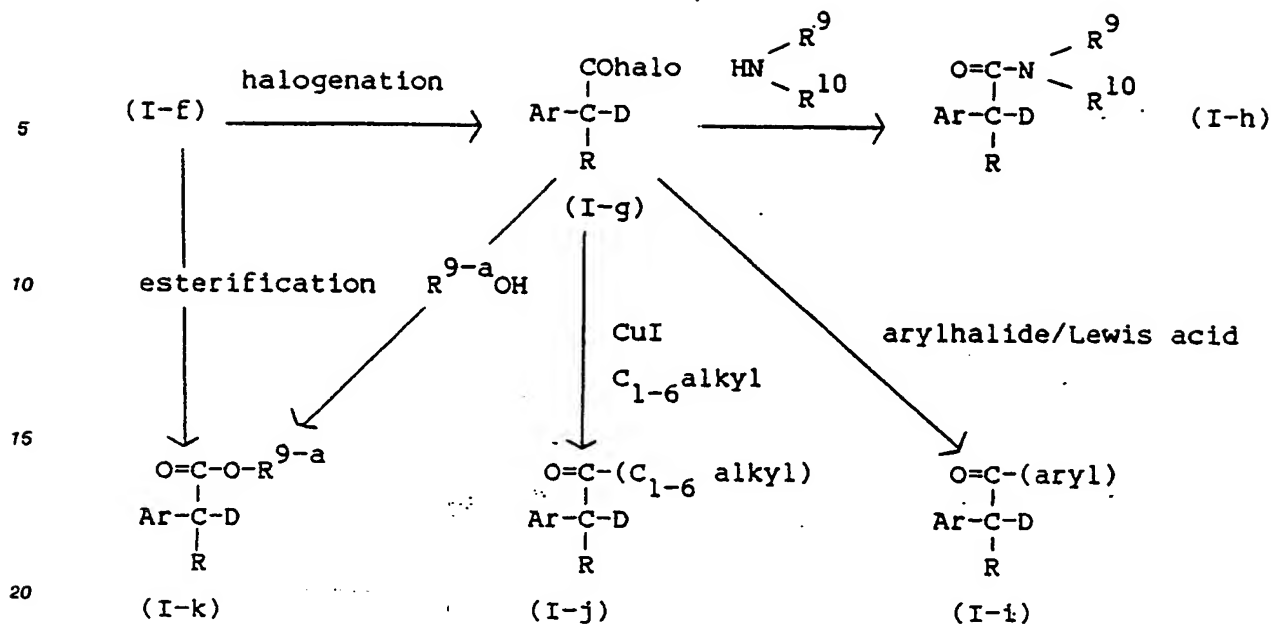 R⁹
COhalo HN O=C-N R⁹
halogenation R¹⁰ R¹⁰
5 (I-f) Ar-C-D Ar-C-D (I-h)
R R
(I-g)
10 esterification R⁹⁻ᵃOH
CuI arylhalide/Lewis acid
C₁₋₆alkyl
15
O=C-O-R⁹⁻ᵃ O=C-(C₁₋₆ alkyl) O=C-(aryl)
Ar-C-D Ar-C-D Ar-C-D
R R R
20 (I-k) (I-j) (I-i)